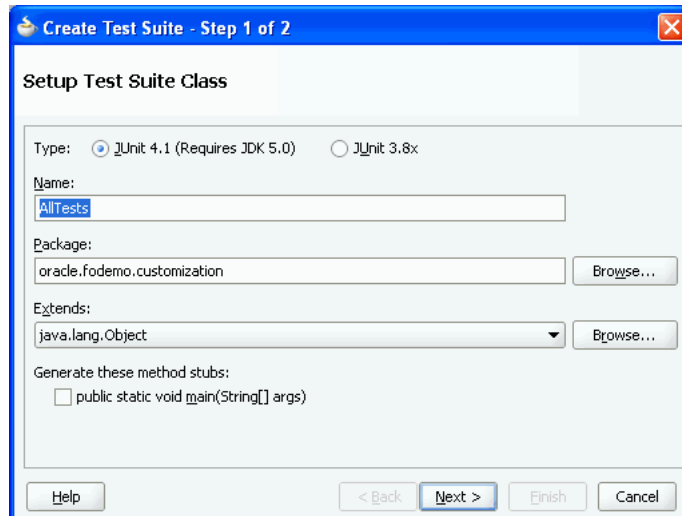 Create Test Suite - Step 1 of 2
Setup Test Suite Class
Type: JUnit 4.1 (Requires JDK 5.0) JUnit 3.8x
Name:
AllTests
Package:
oracle.fodemo.customization Browse...
Extends:
java.lang.Object Browse...
Generate these method stubs:
public static void main(String[] args)
Help < Back Next > Finish Cancel